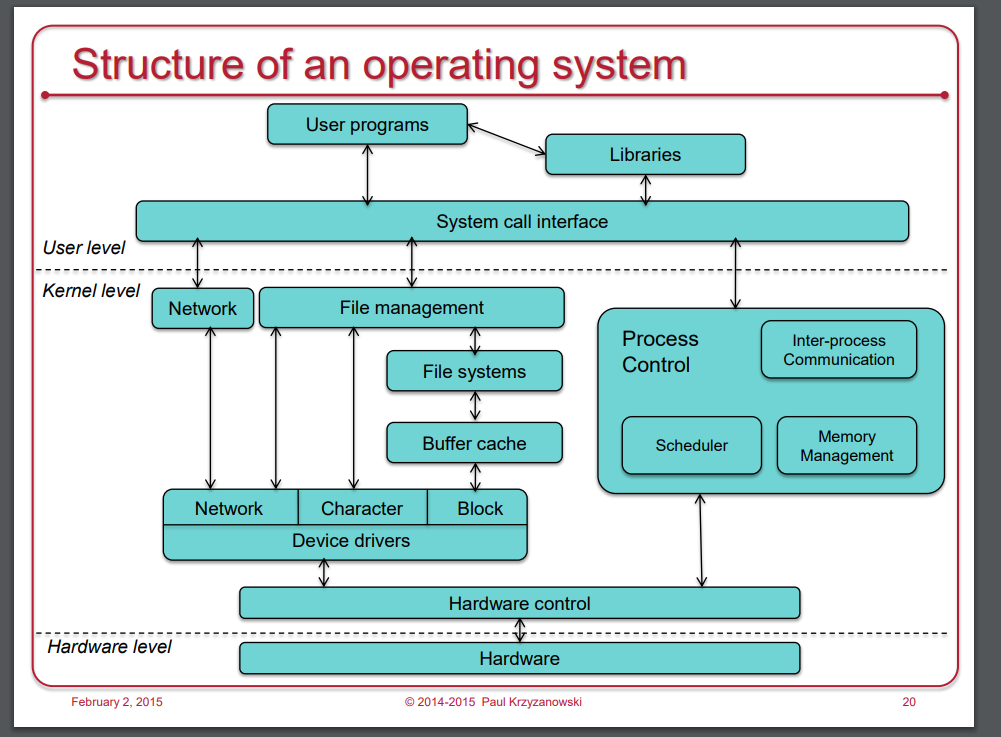 Structure of an operating system
User programs
Libraries
System call interface
User level
Kernel level
Network
File management
Process
Control
Inter-process
Communication
File systems
Buffer cache
Scheduler
Memory
Management
Network
Character
Block
Device drivers
Hardware control
Hardware level
Hardware
February 2, 2015
© 2014-2015 Paul Krzyzanowski
20